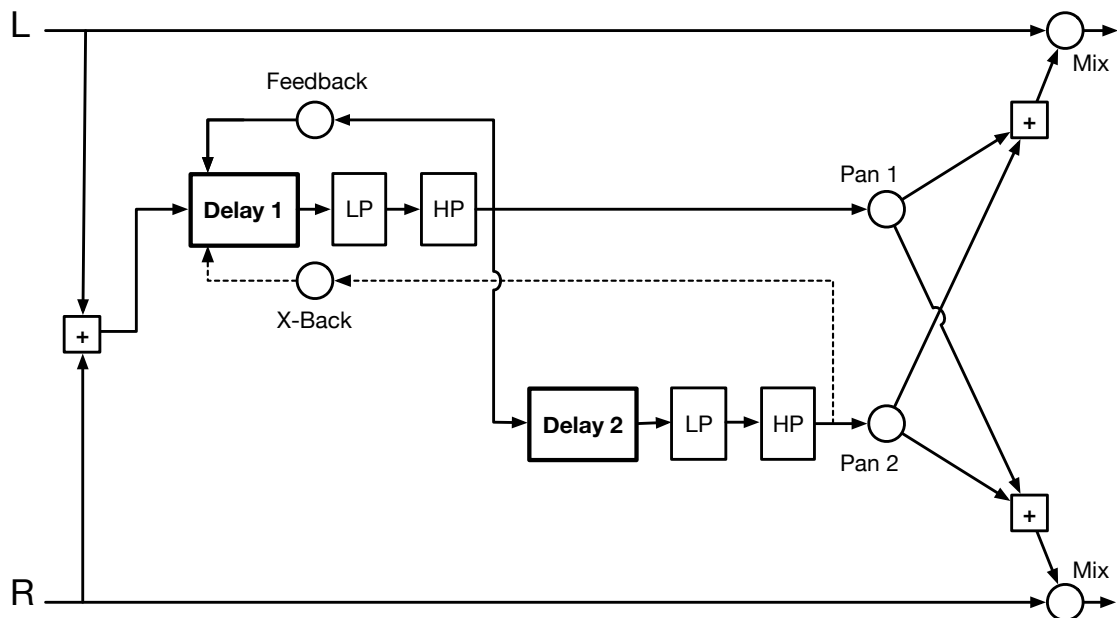 L
Mix
Feedback
+
Pan 1
Delay 1
LP
HP
X-Back
+
Delay 2
LP
HP
Pan 2
+
R
Mix